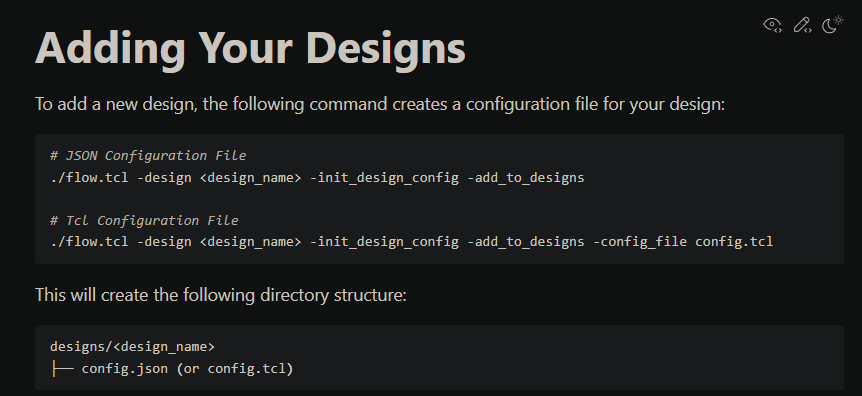 Adding Your Designs
To add a new design, the following command creates a configuration file for your design:
# JSON Configuration File
./flow.tcl -design <design_name> -init_design_config -add_to_designs
# Tcl Configuration File
./flow.tcl -design <design_name> -init_design_config -add_to_designs -config_file config.tcl
This will create the following directory structure:
designs/<design_name>
├── config.json (or config.tcl)